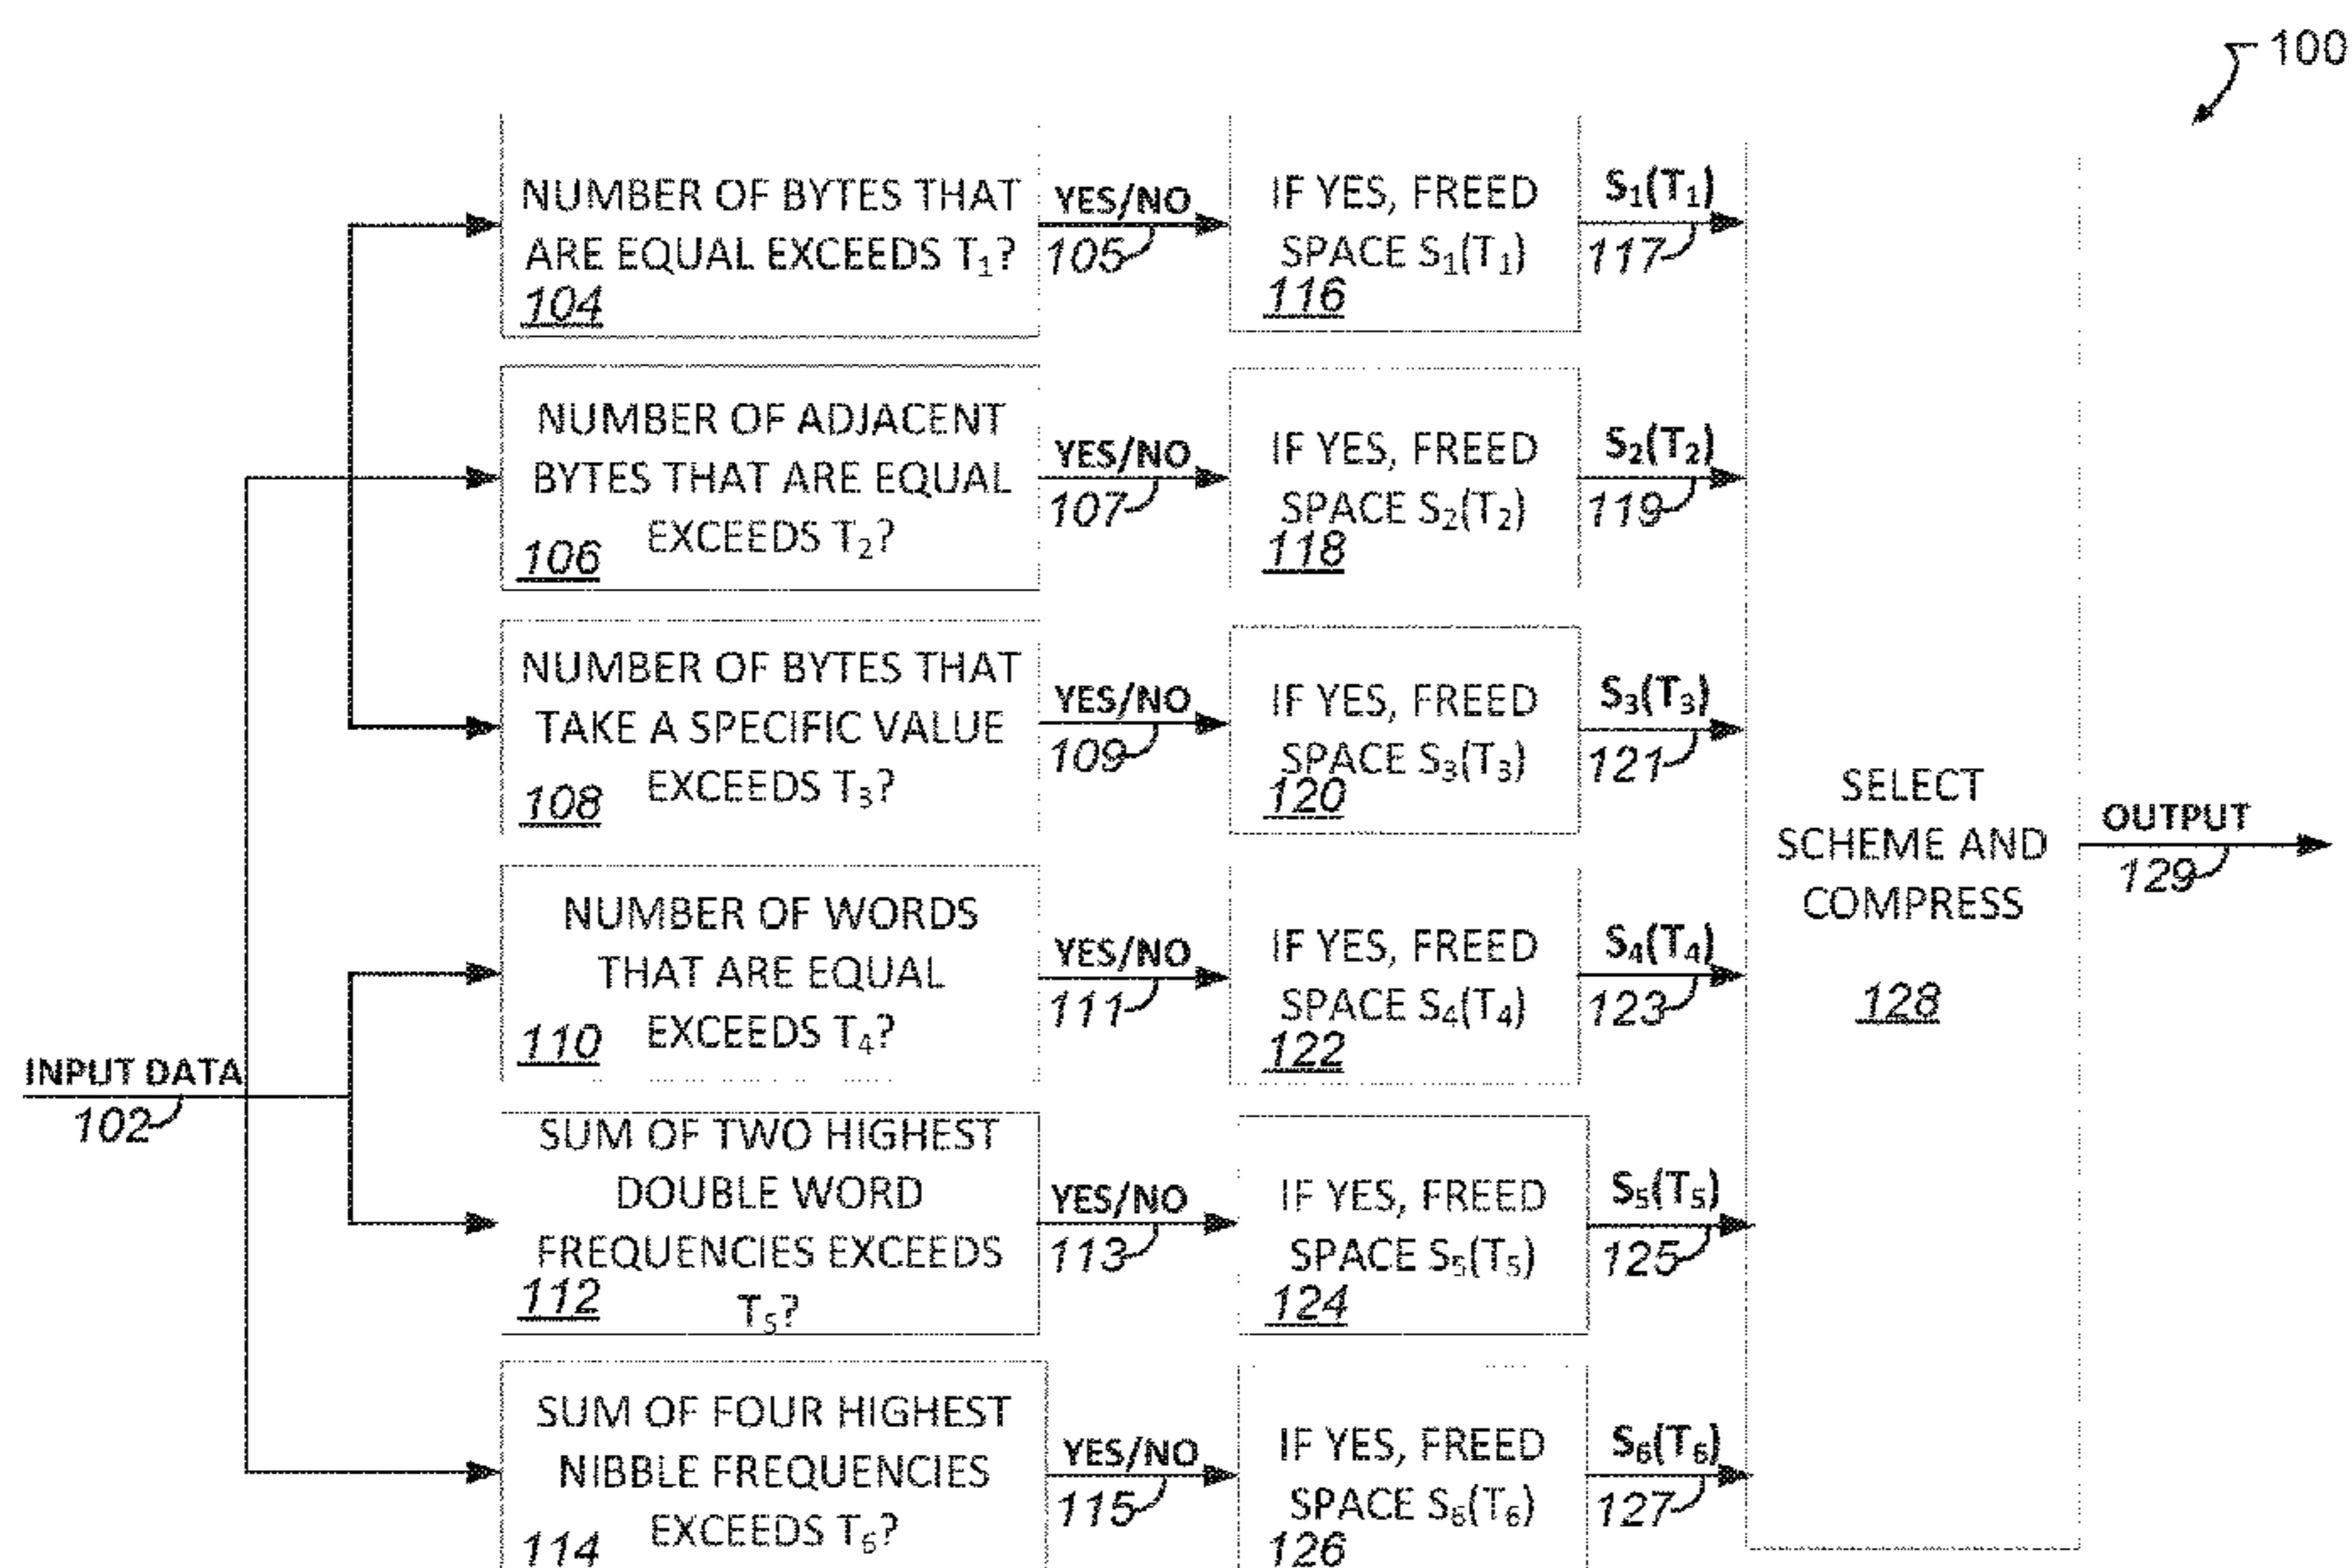 100
NUMBER OF BYTES THAT
ARE EQUAL EXCEEDS T₁?
104
YES/NO
105
IF YES, FREED
SPACE S₁(T₁)
116
S₁(T₁)
117
NUMBER OF ADJACENT
BYTES THAT ARE EQUAL
EXCEEDS T₂?
106
YES/NO
107
IF YES, FREED
SPACE S₂(T₂)
118
S₂(T₂)
119
NUMBER OF BYTES THAT
TAKE A SPECIFIC VALUE
EXCEEDS T₃?
108
YES/NO
109
IF YES, FREED
SPACE S₃(T₃)
120
S₃(T₃)
121
NUMBER OF WORDS
THAT ARE EQUAL
EXCEEDS T₄?
110
YES/NO
111
IF YES, FREED
SPACE S₄(T₄)
122
S₄(T₄)
123
INPUT DATA
102
SUM OF TWO HIGHEST
DOUBLE WORD
FREQUENCIES EXCEEDS
T₅?
112
YES/NO
113
IF YES, FREED
SPACE S₅(T₅)
124
S₅(T₅)
125
SUM OF FOUR HIGHEST
NIBBLE FREQUENCIES
EXCEEDS T₆?
114
YES/NO
115
IF YES, FREED
SPACE S₆(T₆)
126
S₆(T₆)
127
SELECT
SCHEME AND
COMPRESS
128
OUTPUT
129